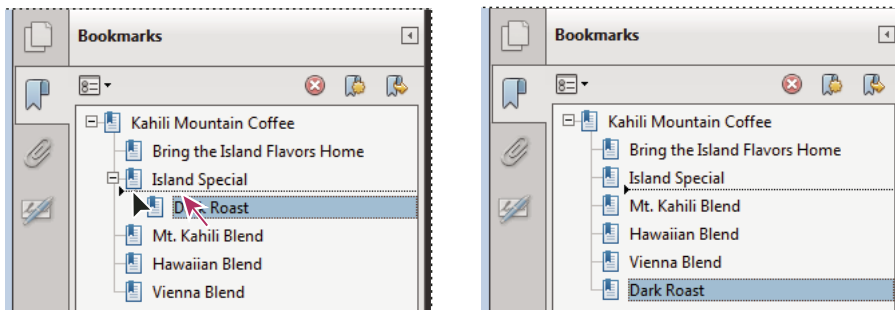 Bookmarks
Kahili Mountain Coffee
Bring the Island Flavors Home
Island Special
Dark Roast
Mt. Kahili Blend
Hawaiian Blend
Vienna Blend
Bookmarks
Kahili Mountain Coffee
Bring the Island Flavors Home
Island Special
Mt. Kahili Blend
Hawaiian Blend
Vienna Blend
Dark Roast